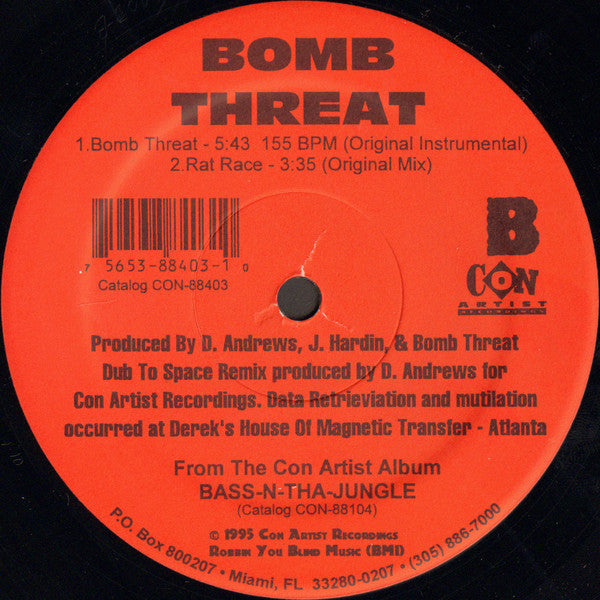 BOMB
THREAT
1.Bomb Threat - 5:43 155 BPM (Original Instrumental)
2.Rat Race - 3:35 (Original Mix)
7 5653-88403-1 0
Catalog CON-88403
B
CON
ARTIST
RECORDINGS
Produced By D. Andrews, J. Hardin, & Bomb Threat
Dub To Space Remix produced by D. Andrews for
Con Artist Recordings. Data Retrieviation and mutilation
occurred at Derek's House Of Magnetic Transfer - Atlanta
From The Con Artist Album
BASS-N-THA-JUNGLE
(Catalog CON-88104)
© 1995 Con Artist Recordings
Robbin You Blind Music (BMI)
P.O. Box 800207 • Miami, FL 33280-0207 • (305) 886-7000